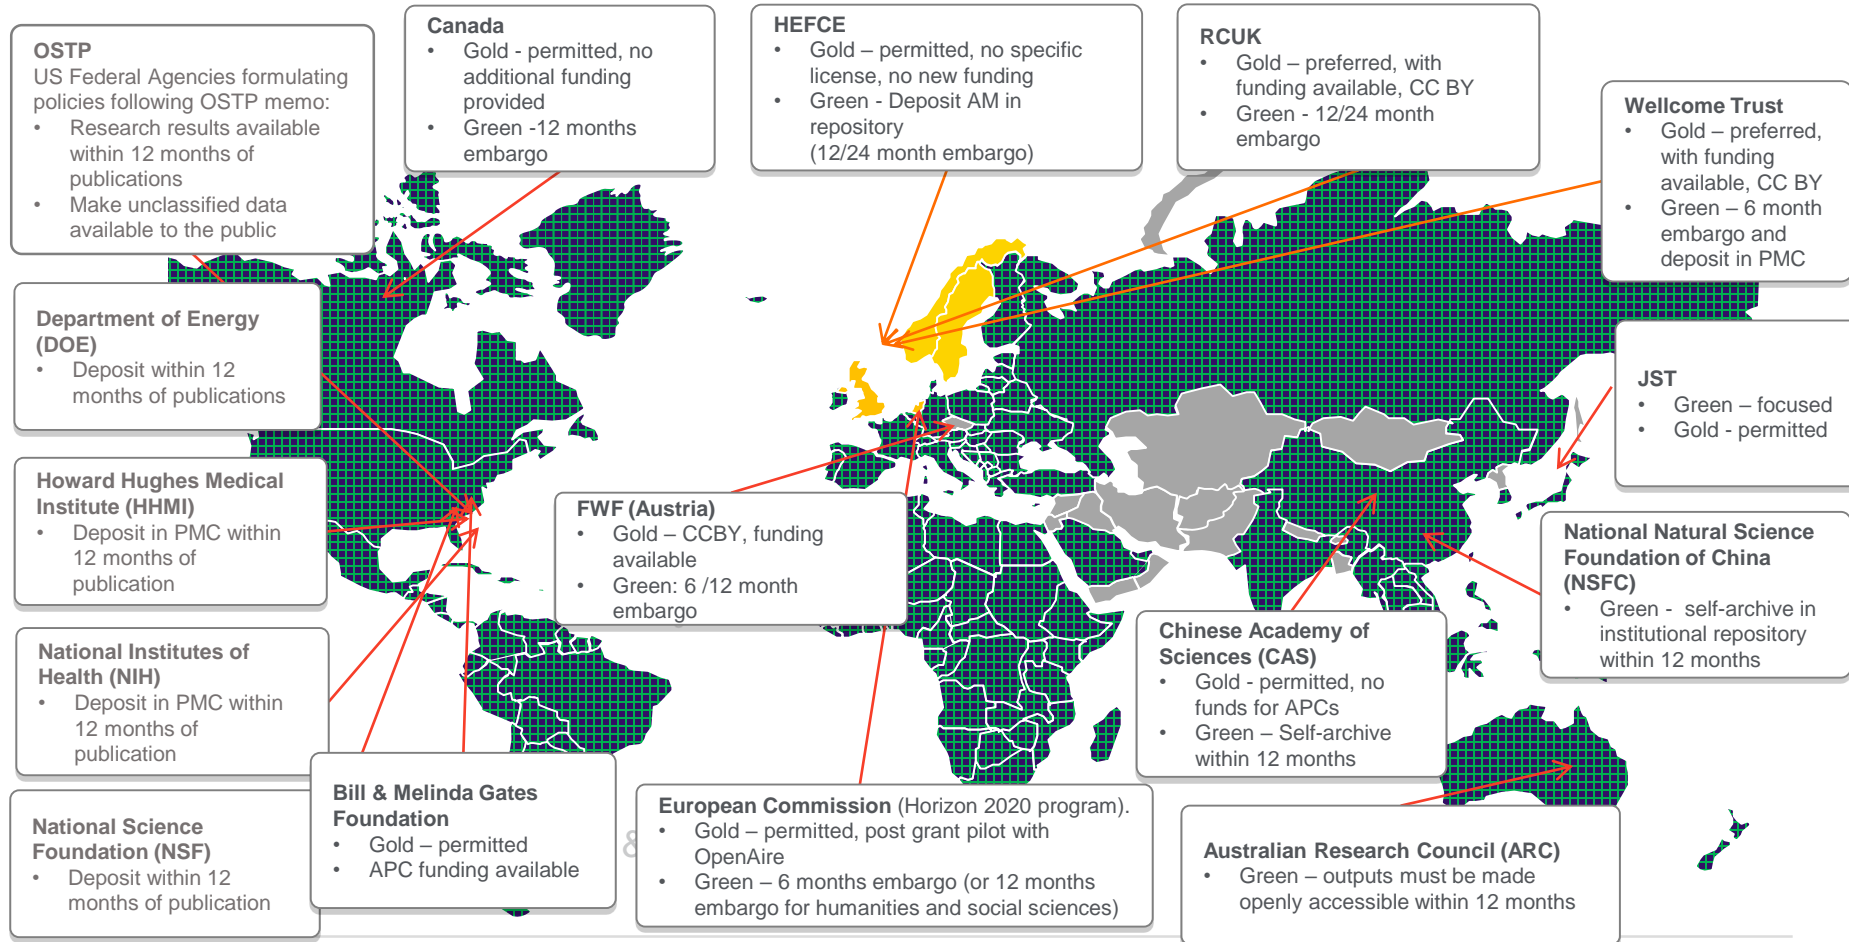 OSTP
US Federal Agencies formulating
policies following OSTP memo:
• Research results available
within 12 months of
publications
• Make unclassified data
available to the public
Canada
• Gold - permitted, no
additional funding
provided
• Green -12 months
embargo
HEFCE
• Gold – permitted, no specific
license, no new funding
• Green - Deposit AM in
repository
(12/24 month embargo)
RCUK
• Gold – preferred, with
funding available, CC BY
• Green - 12/24 month
embargo
Wellcome Trust
• Gold – preferred,
with funding
available, CC BY
• Green – 6 month
embargo and
deposit in PMC
Department of Energy
(DOE)
• Deposit within 12
months of publications
JST
• Green – focused
• Gold - permitted
Howard Hughes Medical
Institute (HHMI)
• Deposit in PMC within
12 months of
publication
FWF (Austria)
• Gold – CCBY, funding
available
• Green: 6 /12 month
embargo
National Natural Science
Foundation of China
(NSFC)
• Green - self-archive in
institutional repository
within 12 months
Chinese Academy of
Sciences (CAS)
• Gold - permitted, no
funds for APCs
• Green – Self-archive
within 12 months
National Institutes of
Health (NIH)
• Deposit in PMC within
12 months of
publication
Bill & Melinda Gates
Foundation
• Gold – permitted
• APC funding available
&
European Commission (Horizon 2020 program).
• Gold – permitted, post grant pilot with
OpenAire
• Green – 6 months embargo (or 12 months
embargo for humanities and social sciences)
National Science
Foundation (NSF)
• Deposit within 12
months of publication
Australian Research Council (ARC)
• Green – outputs must be made
openly accessible within 12 months